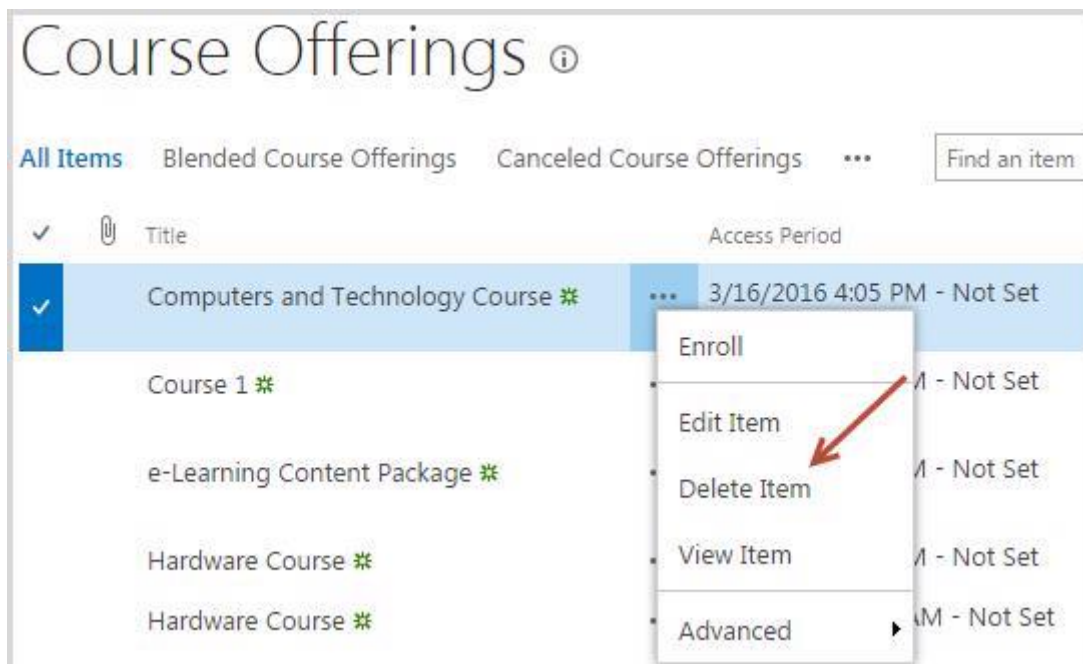 Course Offerings
All Items Blended Course Offerings Canceled Course Offerings ... Find an item
Title Access Period
Computers and Technology Course ... 3/16/2016 4:05 PM - Not Set
Enroll
Course 1 M - Not Set
Edit Item
e-Learning Content Package M - Not Set
Delete Item
Hardware Course View Item M - Not Set
Hardware Course Advanced AM - Not Set